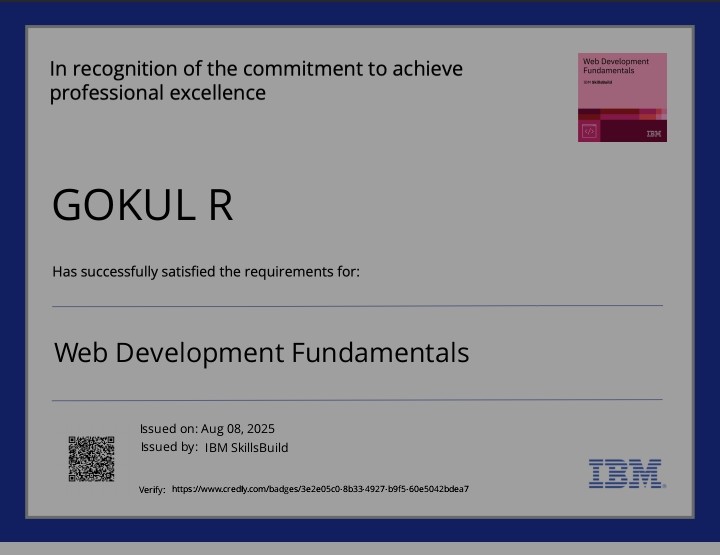 In recognition of the commitment to achieve
professional excellence
Web Development
Fundamentals
IBM SkillsBuild
IBM
GOKUL R
Has successfully satisfied the requirements for:
Web Development Fundamentals
Issued on: Aug 08, 2025
Issued by: IBM SkillsBuild
Verify: https://www.credly.com/badges/3e2e05c0-8b33-4927-b9f5-60e5042bdea7
IBM